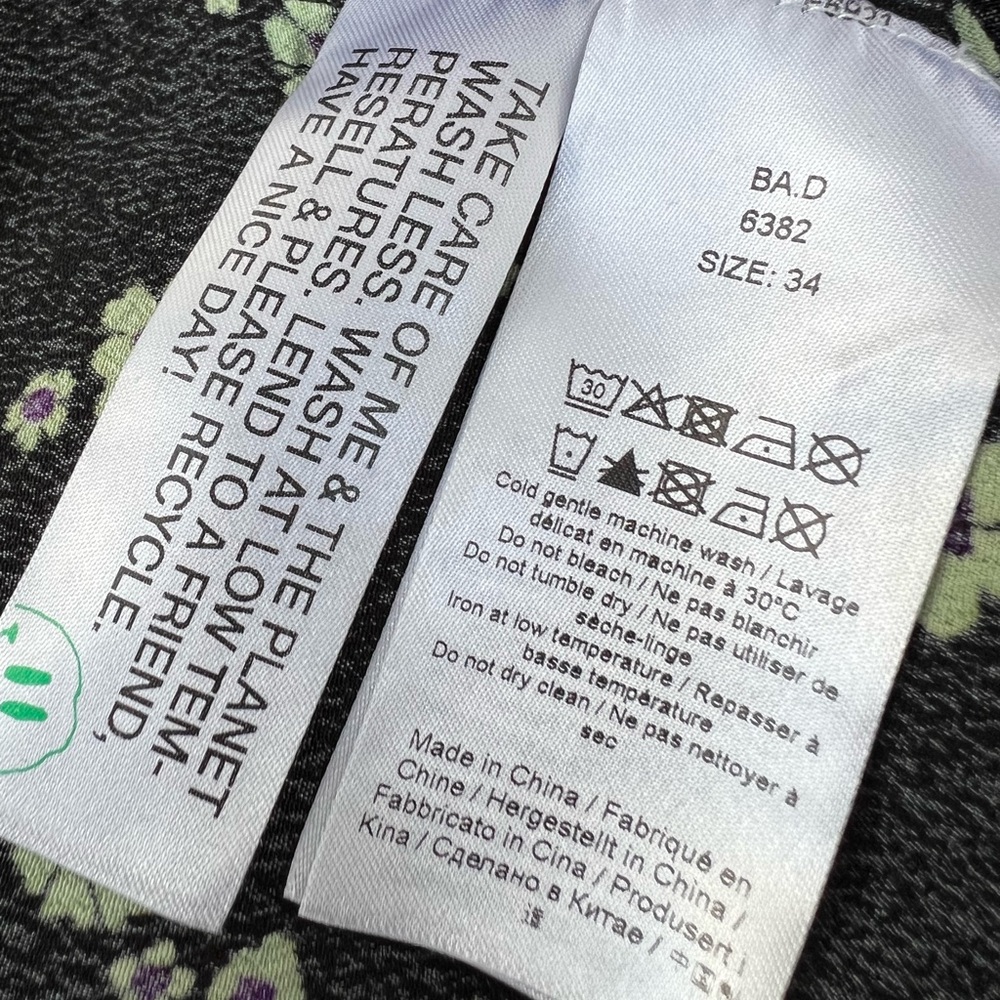 TAKE CARE OF ME & THE PLANET
WASH LESS. WASH AT LOW TEM-
PERATURES. LEND TO A FRIEND,
RESELL & PLEASE RECYCLE.
HAVE A NICE DAY!
BA.D
6382
SIZE: 34
30
Cold gentle machine wash / Lavage
délicat en machine à 30°C
Do not bleach / Ne pas blanchir
Do not tumble dry / Ne pas utiliser de
sèche-linge
Iron at low temperature / Repasser à
basse température
Do not dry clean / Ne pas nettoyer à
sec
Made in China / Fabriqué en
Chine / Hergestellt in China /
Fabbricato in Cina / Produsert i
Kina / Сделано в Китае / 中国
造